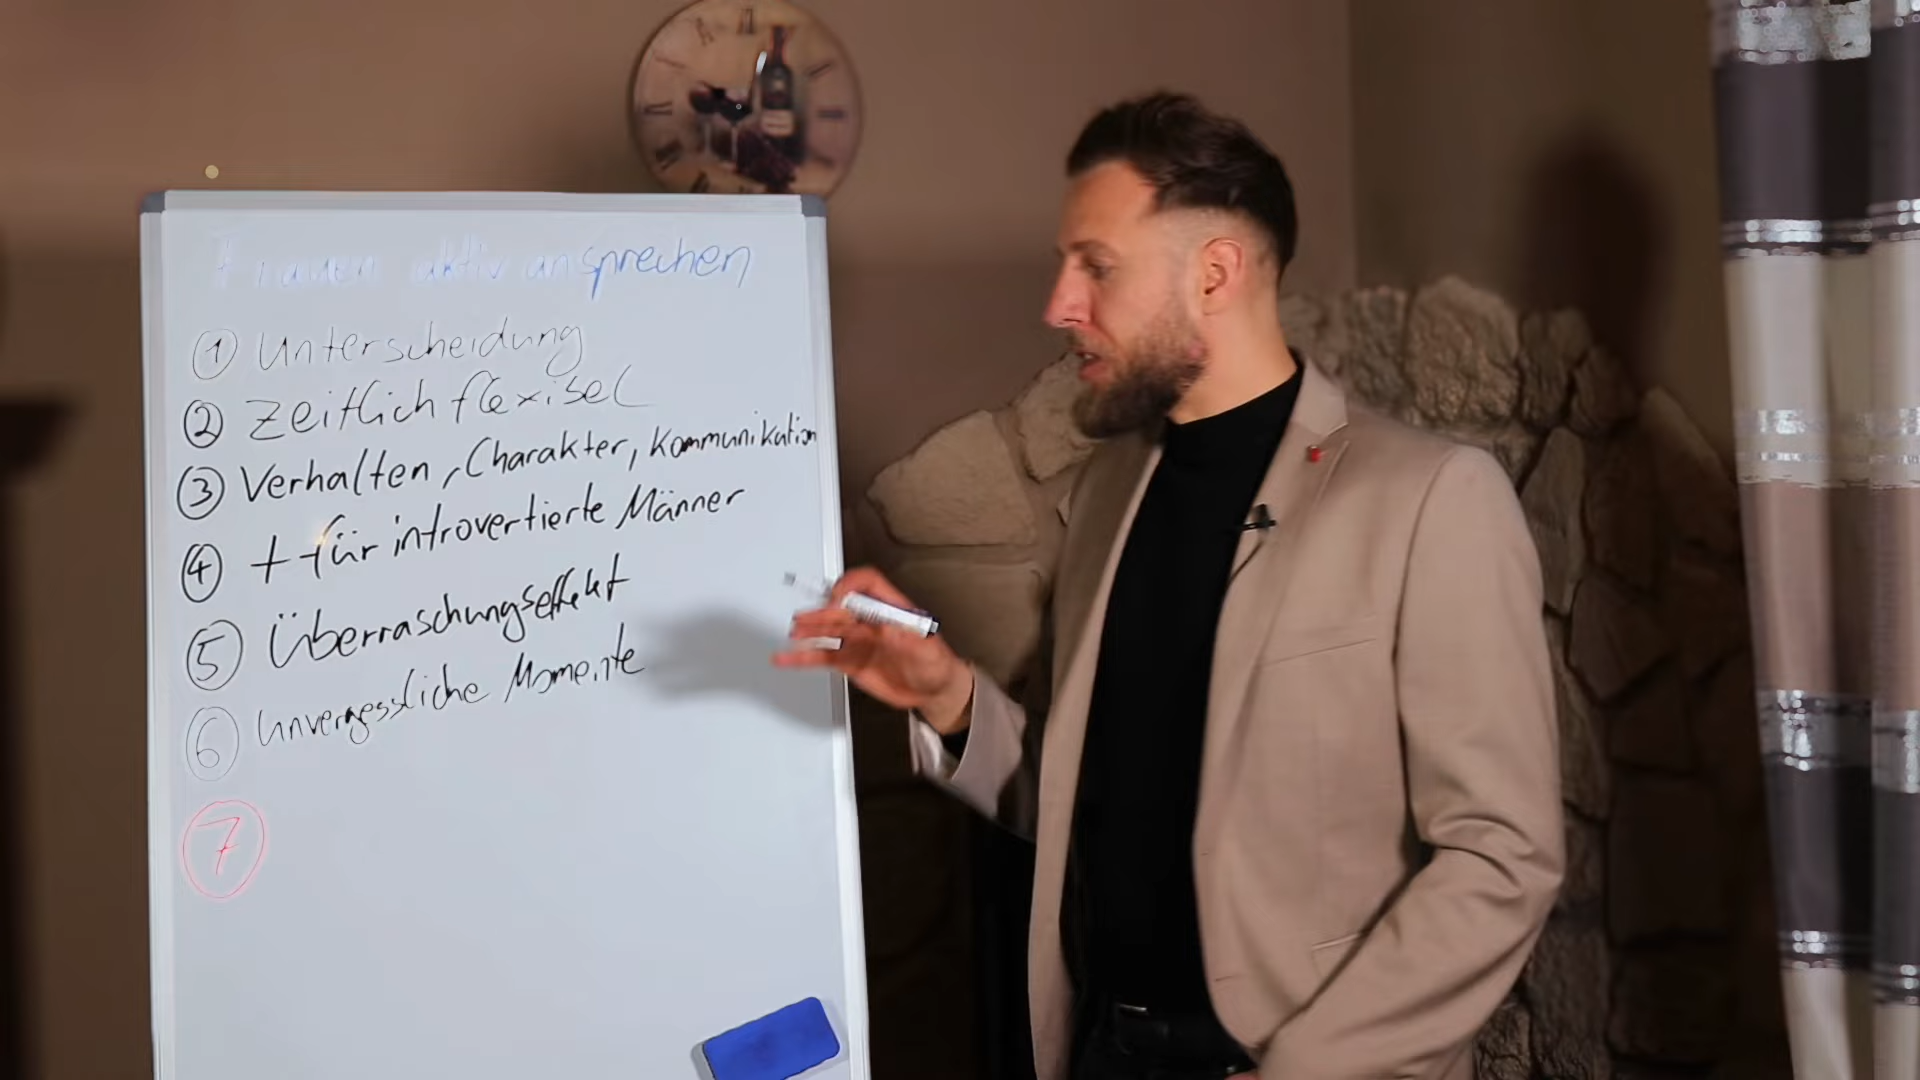 Frauen aktiv ansprechen
1 Unterscheidung
2 Zeitlich flexibel
3 Verhalten, Charakter, Kommunikation
4 + für introvertierte Männer
5 Überraschungseffekt
6 Unvergessliche Momente
7